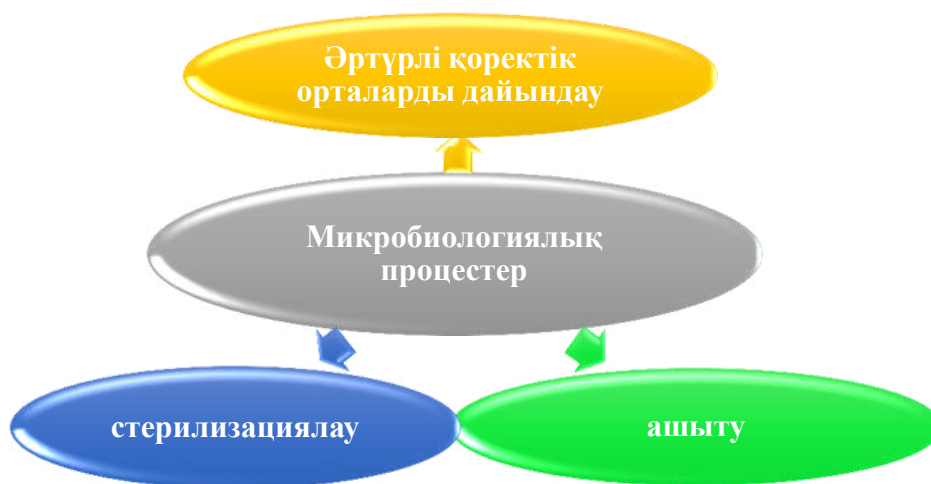 Әртүрлі қоректік
орталарды дайындау
Микробиологиялық
процестер
стерилизациялау
ашыту